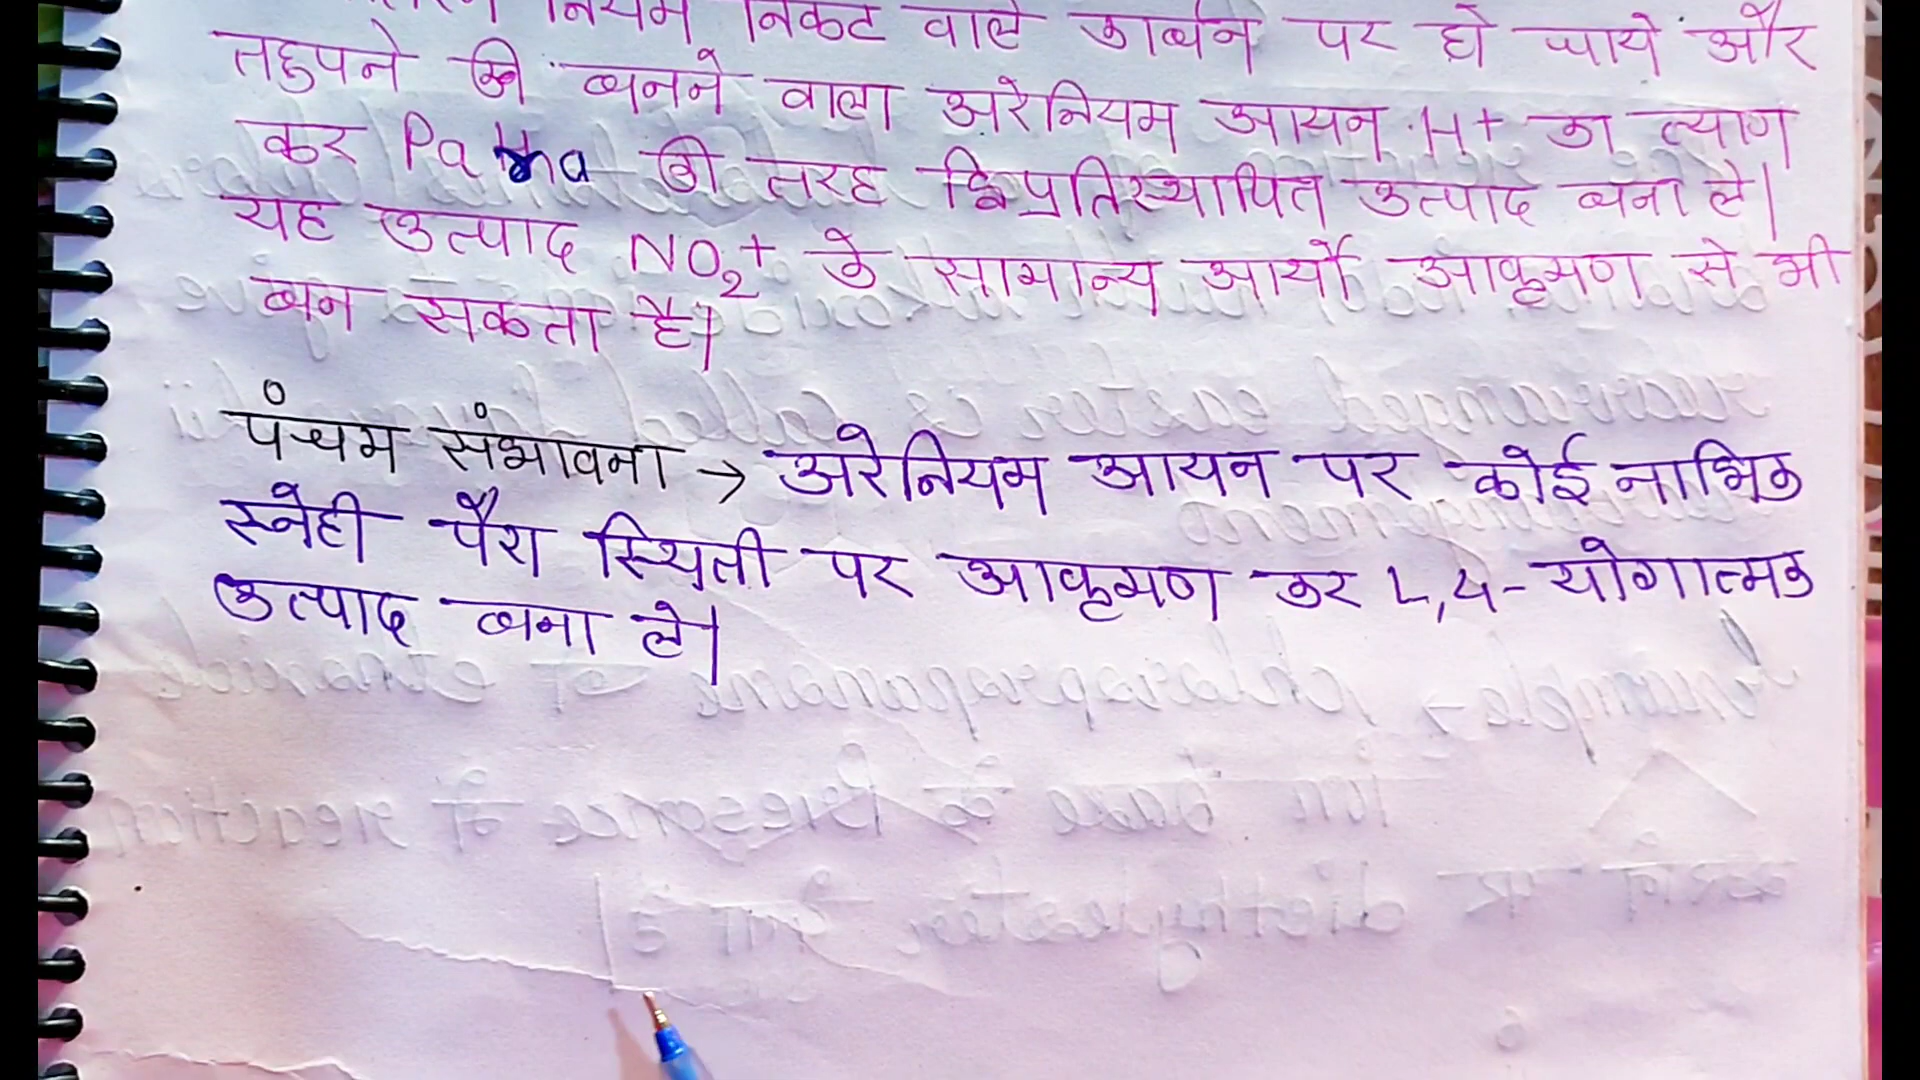 नियम निकट वाले कार्बन पर हो जाये और
तद्दुपने बनने वाला अरेनियम आयन H+ का त्याग
कर Para की तरह द्विप्रतिस्थापित उत्पाद बना ले।
यह उत्पाद NO2+ के सामान्य आर्यो आक्रमण से भी
बन सकता है।
पंचम संभावना → अरेनियम आयन पर कोई नाभिक
स्नेही पैरा स्थिती पर आक्रमण कर 1,4- योगात्मक
उत्पाद बना ले।